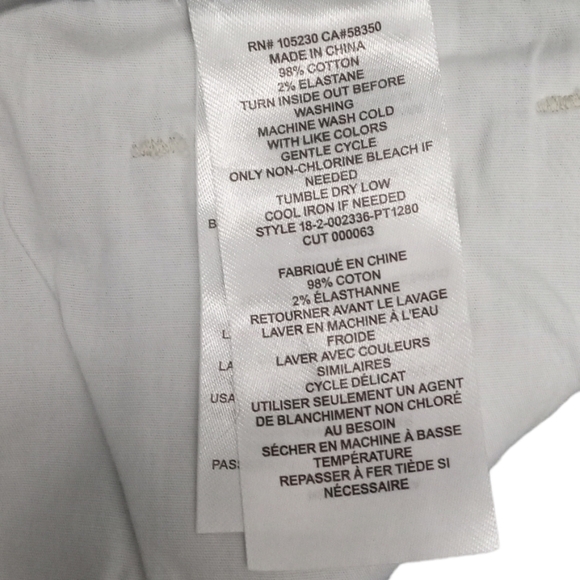 RN# 105230 CA#58350
MADE IN CHINA
98% COTTON
2% ELASTANE
TURN INSIDE OUT BEFORE
WASHING
MACHINE WASH COLD
WITH LIKE COLORS
GENTLE CYCLE
ONLY NON-CHLORINE BLEACH IF
NEEDED
TUMBLE DRY LOW
COOL IRON IF NEEDED
STYLE 18-2-002336-PT1280
CUT 000063
FABRIQUÉ EN CHINE
98% COTON
2% ÉLASTHANNE
RETOURNER AVANT LE LAVAGE
LAVER EN MACHINE À L'EAU
FROIDE
LAVER AVEC COULEURS
SIMILAIRES
CYCLE DÉLICAT
UTILISER SEULEMENT UN AGENT
DE BLANCHIMENT NON CHLORÉ
AU BESOIN
SÉCHER EN MACHINE À BASSE
TEMPÉRATURE
REPASSER À FER TIÈDE SI
NÉCESSAIRE
B
L
LA
USA
PAS